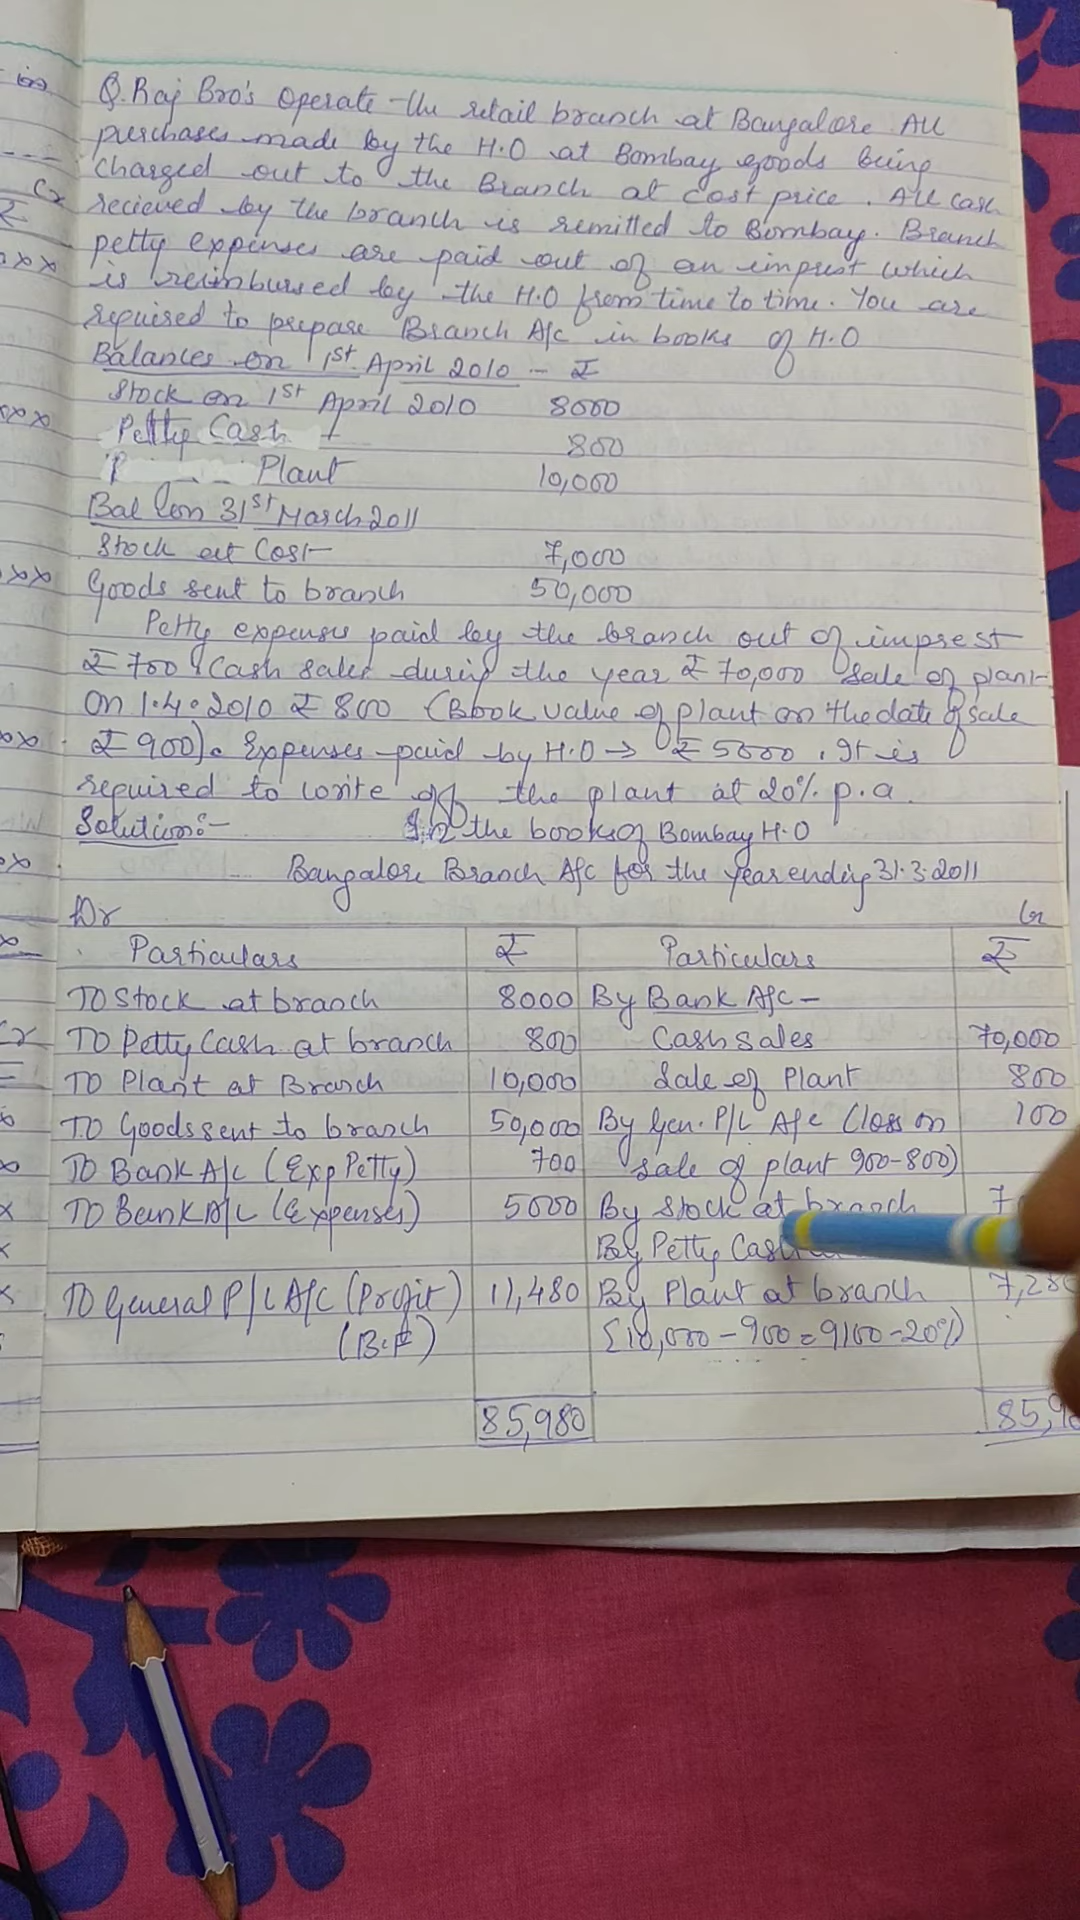 Q. Raj Bro's operate the retail branch at Bangalore. All
purchases made by the H.O at Bombay goods being
charged out to the Branch at cost price. All cash
recieved by the branch is remitted to Bombay. Branch
petty expenses are paid out of an imprest which
is reimbursed by the H.O from time to time. You are
required to prepare Branch A/c in books of H.O
Balances on 1st April 2010 - ₹
Stock on 1st April 2010 8000
Petty Cash 800
Plant 10,000
Bal on 31st March 2011
Stock at cost 7,000
Goods sent to branch 50,000
Petty expenses paid by the branch out of imprest
₹ 700 Cash sales during the year ₹ 70,000 Sale of plant
on 1.4.2010 ₹ 800 (Book value of plant on the date of sale
₹ 900). Expenses paid by H.O → ₹ 5000. It is
required to write off the plant at 20% p.a.
Solution:- In the books of Bombay H.O
Bangalore Branch A/c for the year ending 31.3.2011
Dr Cr
Particulars ₹ Particulars ₹
To Stock at branch 8000 By Bank A/c -
To Petty Cash at branch 800 Cash sales 70,000
To Plant at Branch 10,000 Sale of Plant 800
To Goods sent to branch 50,000 By Gen. P/L A/c (loss on 100
To Bank A/c (Exp Petty) 700 sale of plant 900-800)
To Bank A/c (Expenses) 5000 By Stock at branch
By Petty Cash
To General P/L A/c (Profit) 11,480 By Plant at branch 7,280
(B.F) {10,000 - 900 = 9100 - 20%)
85,980 85,9